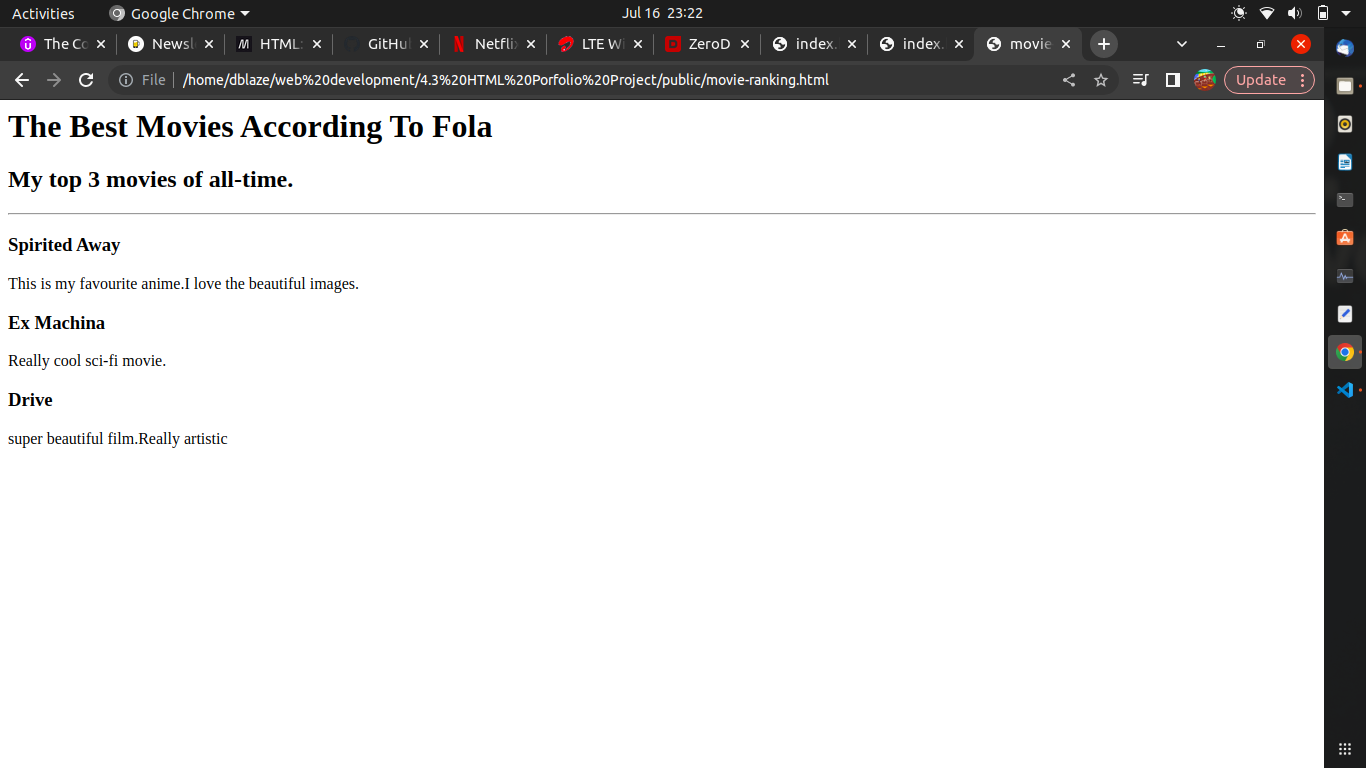 Activities Google Chrome Jul 16 23:22
The Co Newsl HTML: GitHul Netflix LTE Wi ZeroD index. index. movie
File /home/dblaze/web%20development/4.3%20HTML%20Porfolio%20Project/public/movie-ranking.html Update
The Best Movies According To Fola
My top 3 movies of all-time.
Spirited Away
This is my favourite anime.I love the beautiful images.
Ex Machina
Really cool sci-fi movie.
Drive
super beautiful film.Really artistic